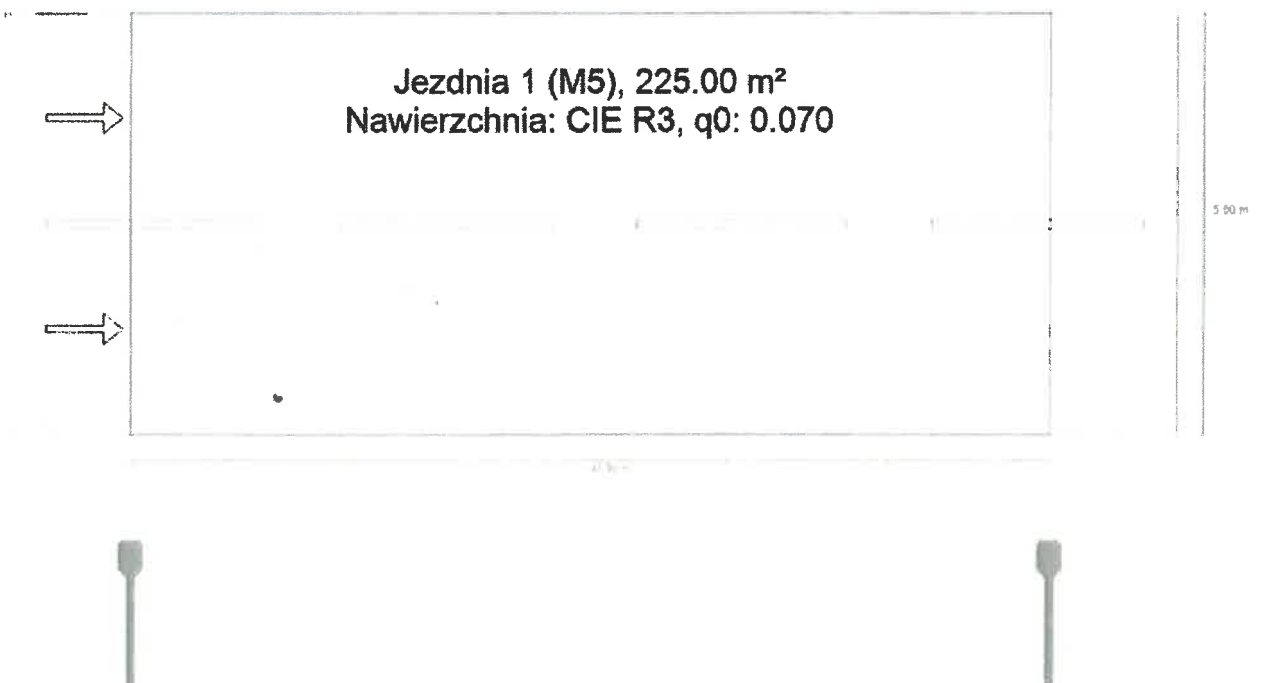 Jezdnia 1 (M5), 225.00 m²
Nawierzchnia: CIE R3, q0: 0.070